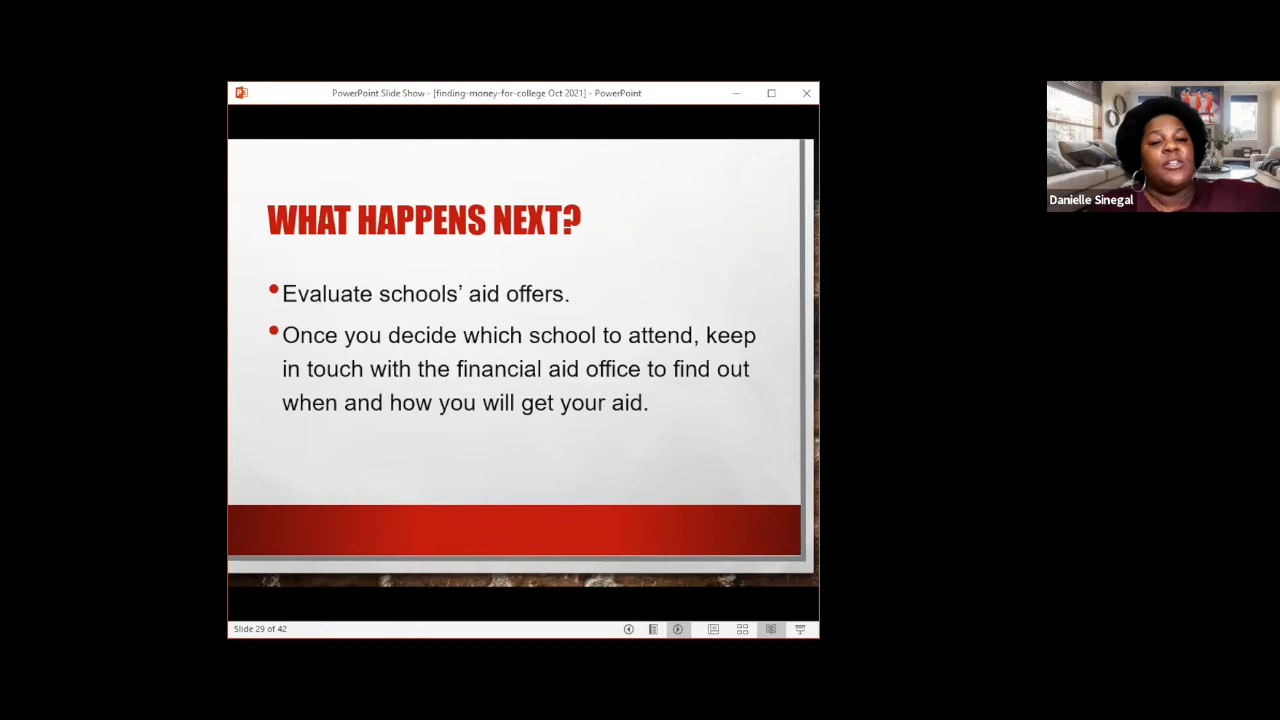 PowerPoint Slide Show - [finding-money-for-college Oct 2021] - PowerPoint
WHAT HAPPENS NEXT?
• Evaluate schools’ aid offers.
• Once you decide which school to attend, keep
in touch with the financial aid office to find out
when and how you will get your aid.
Slide 29 of 42
Danielle Sinegal